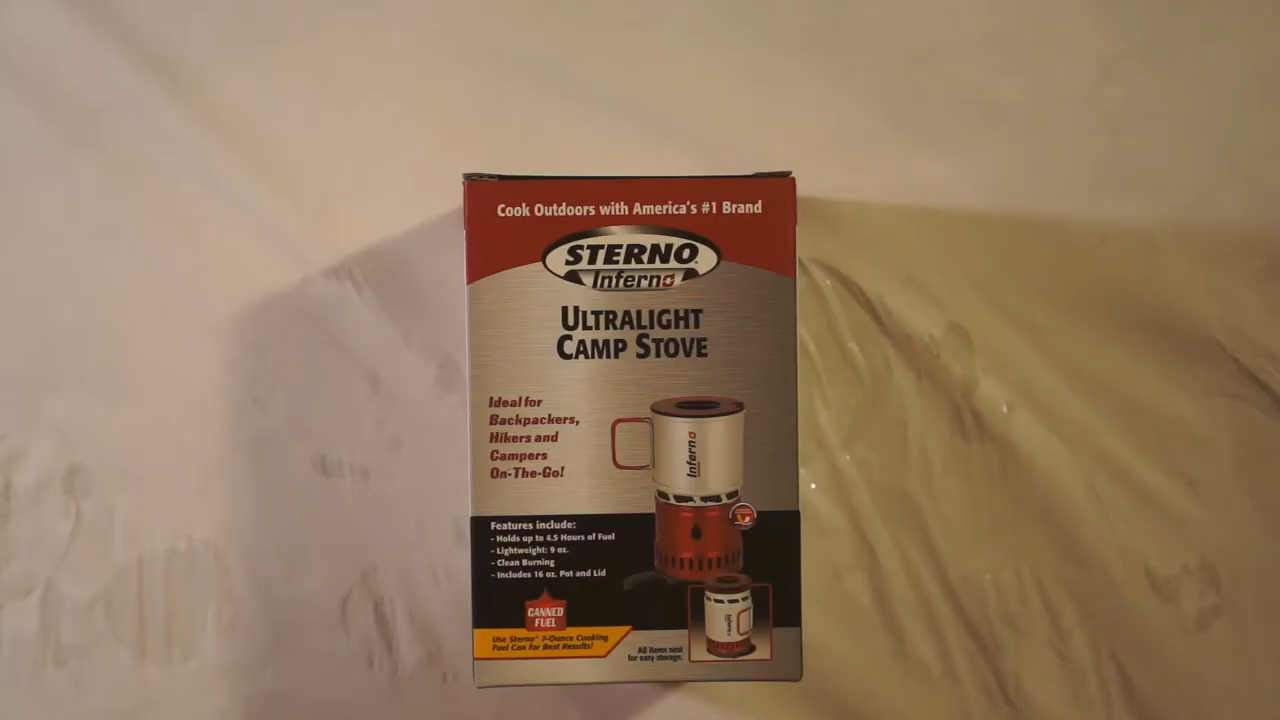 Cook Outdoors with America's #1 Brand
STERNO
Inferno
ULTRALIGHT
CAMP STOVE
Ideal for
Backpackers,
Hikers and
Campers
On-The-Go!
Inferno
Features include:
- Holds up to 4.5 Hours of Fuel
- Lightweight: 9 oz.
- Clean Burning
- Includes 16 oz. Pot and Lid
CANNED
FUEL
Use Sterno® 7-Ounce Cooking
Fuel Can for Best Results!
All items nest
for easy storage.
Inferno